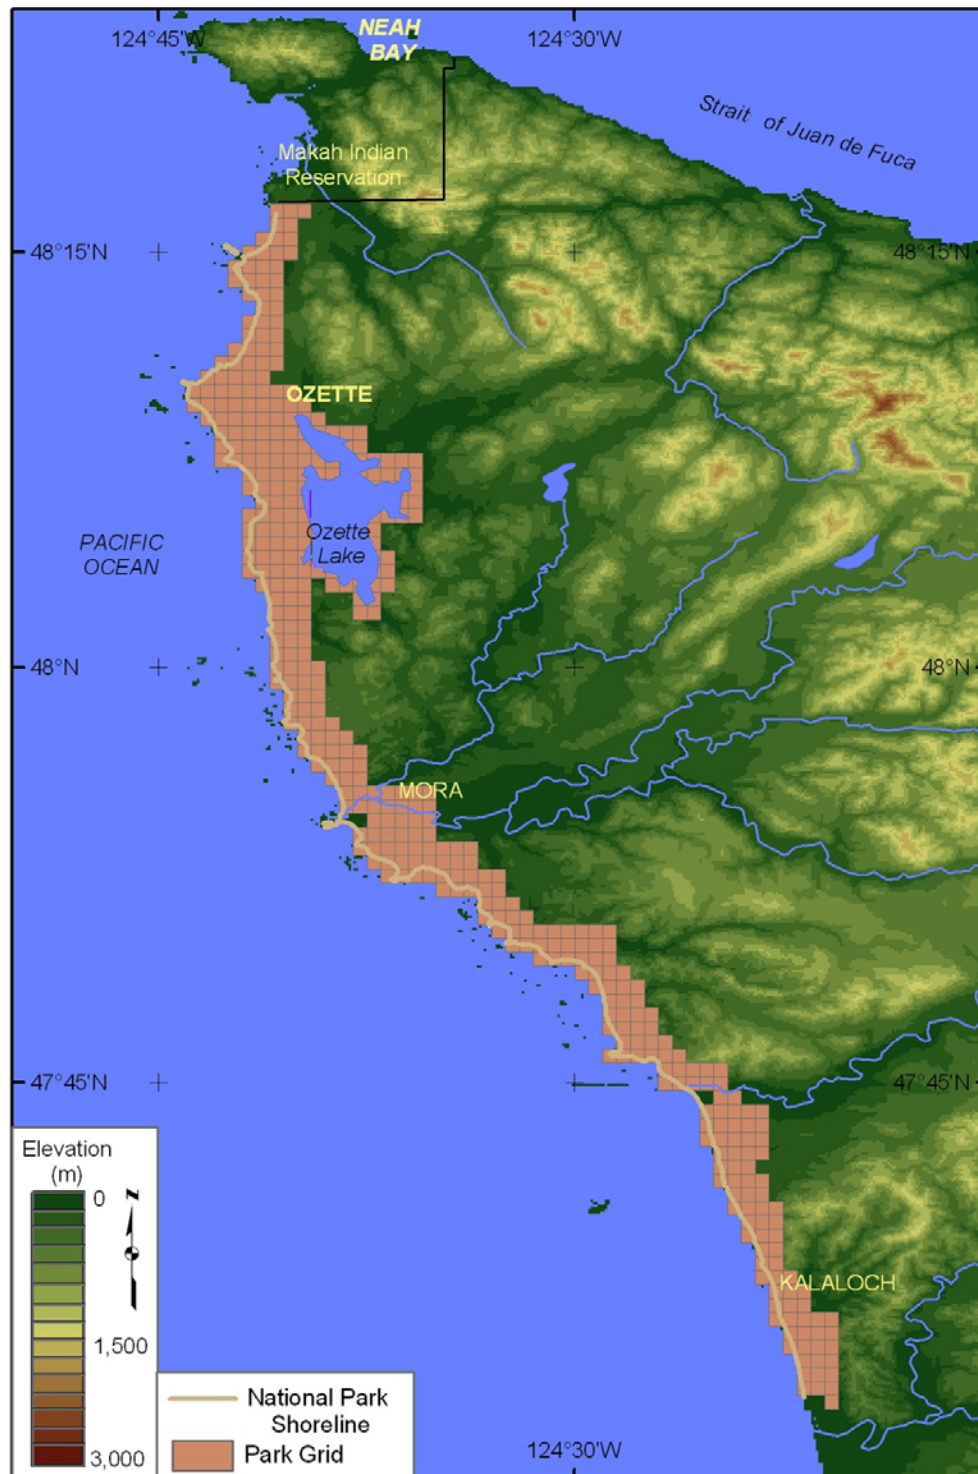 124°45'W
NEAH
BAY
124°30'W
Strait of Juan de Fuca
Makah Indian
Reservation
48°15'N
48°15'N
OZETTE
PACIFIC
OCEAN
Ozette
Lake
48°N
48°N
MORA
47°45'N
47°45'N
Elevation
(m)
0
N
1,500
3,000
KALALOCH
National Park
Shoreline
Park Grid
124°30'W